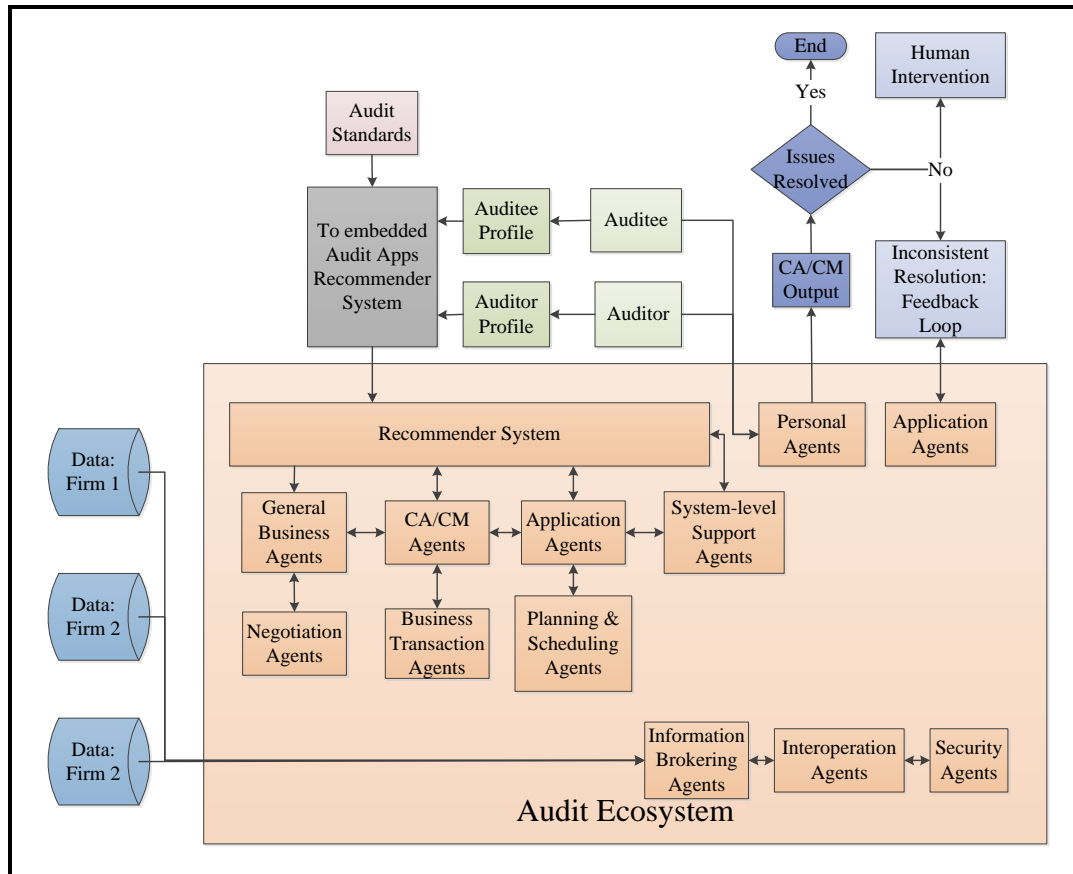 End
Human
Intervention
Yes
Audit
Standards
Issues
Resolved
No
To embedded
Audit Apps
Recommender
System
Auditee
Profile
Auditee
Auditor
Profile
Auditor
CA/CM
Output
Inconsistent
Resolution:
Feedback
Loop
Recommender System
Personal
Agents
Application
Agents
Data:
Firm 1
General
Business
Agents
CA/CM
Agents
Application
Agents
System-level
Support
Agents
Data:
Firm 2
Negotiation
Agents
Business
Transaction
Agents
Planning &
Scheduling
Agents
Data:
Firm 2
Information
Brokering
Agents
Interoperation
Agents
Security
Agents
Audit Ecosystem